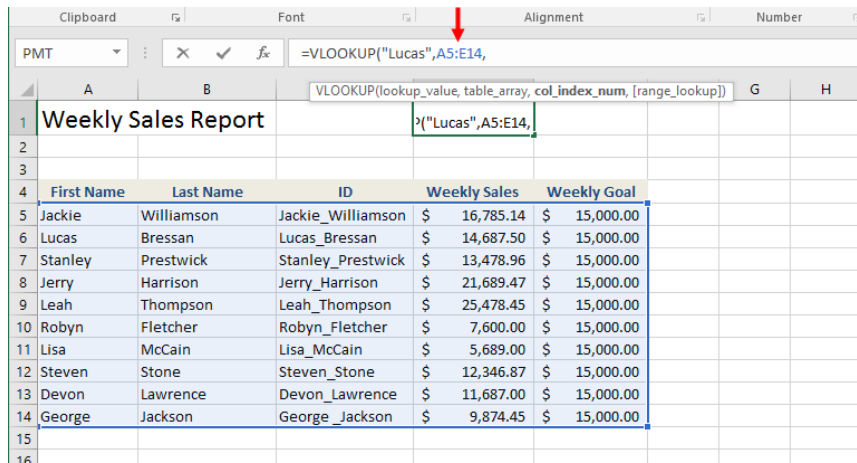 Clipboard Font Alignment Number
PMT fx =VLOOKUP("Lucas",A5:E14,
VLOOKUP(lookup_value, table_array, col_index_num, [range_lookup])
A B G H
1 Weekly Sales Report P("Lucas",A5:E14,
2
3
4 First Name Last Name ID Weekly Sales Weekly Goal
5 Jackie Williamson Jackie_Williamson $ 16,785.14 $ 15,000.00
6 Lucas Bressan Lucas_Bressan $ 14,687.50 $ 15,000.00
7 Stanley Prestwick Stanley_Prestwick $ 13,478.96 $ 15,000.00
8 Jerry Harrison Jerry_Harrison $ 21,689.47 $ 15,000.00
9 Leah Thompson Leah_Thompson $ 25,478.45 $ 15,000.00
10 Robyn Fletcher Robyn_Fletcher $ 7,600.00 $ 15,000.00
11 Lisa McCain Lisa_McCain $ 5,689.00 $ 15,000.00
12 Steven Stone Steven_Stone $ 12,346.87 $ 15,000.00
13 Devon Lawrence Devon_Lawrence $ 11,687.00 $ 15,000.00
14 George Jackson George _Jackson $ 9,874.45 $ 15,000.00
15
16